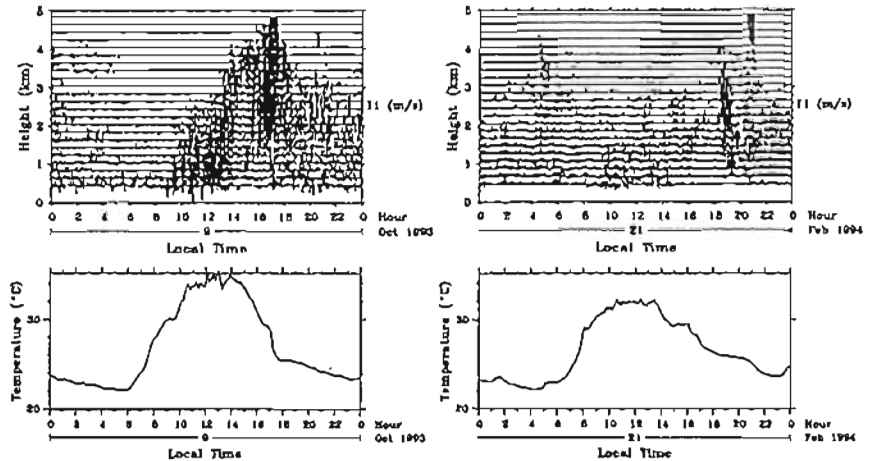 5
4
3
2
1
0
Height (km)
I1 (m/s)
0 2 4 6 8 10 12 14 16 18 20 22 0 Hour
9 Oct 1993
Local Time
5
4
3
2
1
0
Height (km)
I1 (m/s)
0 2 4 6 8 10 12 14 16 18 20 22 0 Hour
21 Feb 1994
Local Time
30
20
Temperature (°C)
0 2 4 6 8 10 12 14 16 18 20 22 0 Hour
9 Oct 1993
Local Time
30
20
Temperature (°C)
0 2 4 6 8 10 12 14 16 18 20 22 0 Hour
21 Feb 1994
Local Time